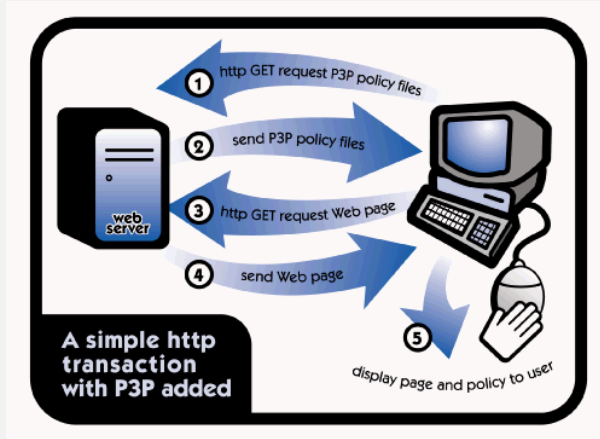 1 http GET request P3P policy files
2 send P3P policy files
web
server
3 http GET request Web page
4 send Web page
5
display page and policy to user
A simple http
transaction
with P3P added